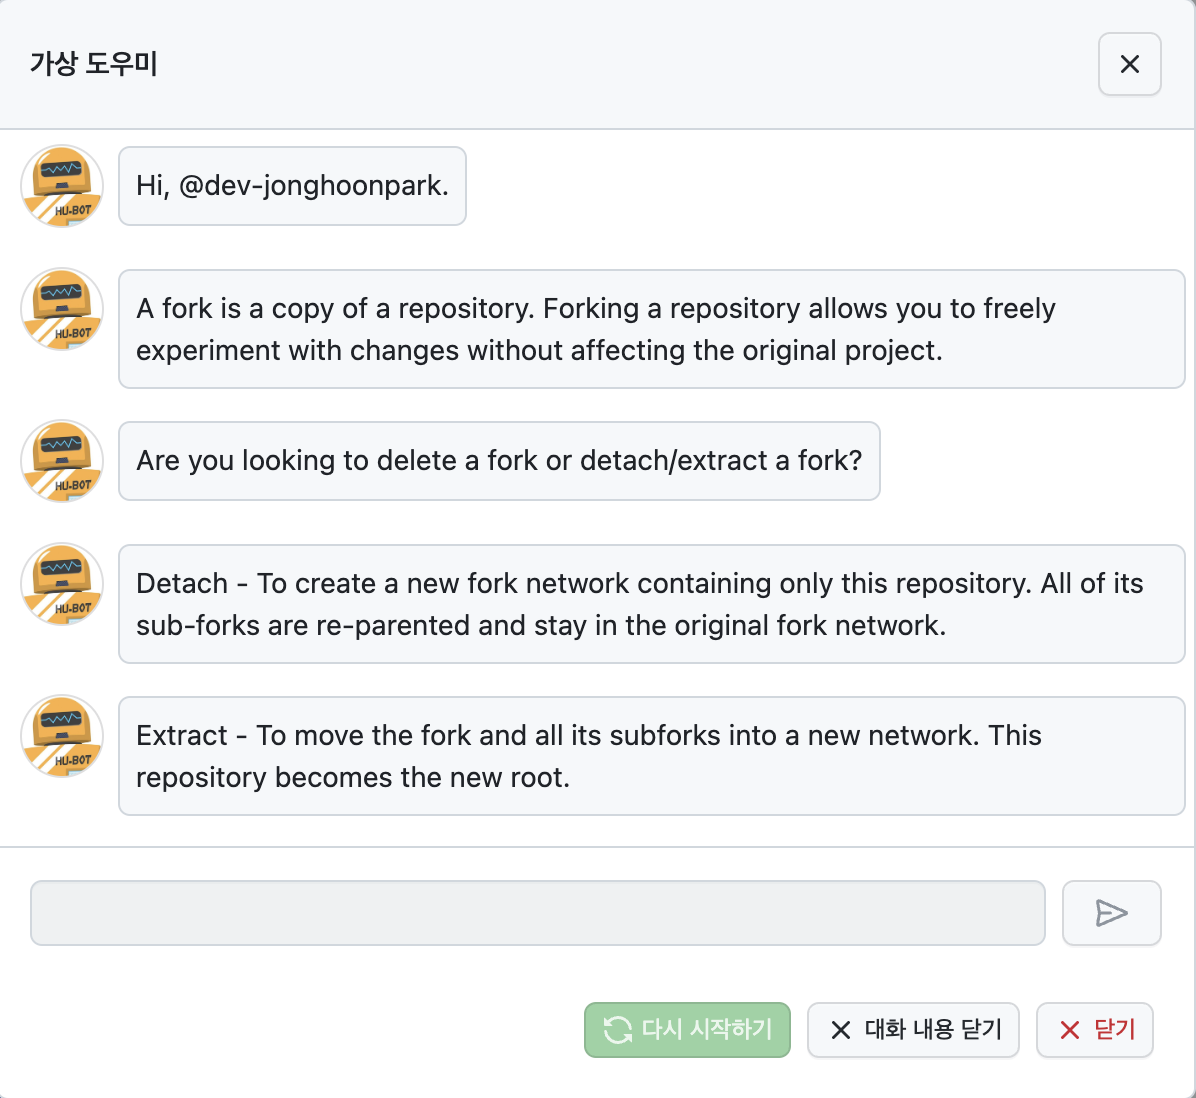 가상 도우미
HU-BOT
Hi, @dev-jonghoonpark.
HU-BOT
A fork is a copy of a repository. Forking a repository allows you to freely
experiment with changes without affecting the original project.
HU-BOT
Are you looking to delete a fork or detach/extract a fork?
HU-BOT
Detach - To create a new fork network containing only this repository. All of its
sub-forks are re-parented and stay in the original fork network.
HU-BOT
Extract - To move the fork and all its subforks into a new network. This
repository becomes the new root.
다시 시작하기
대화 내용 닫기
닫기